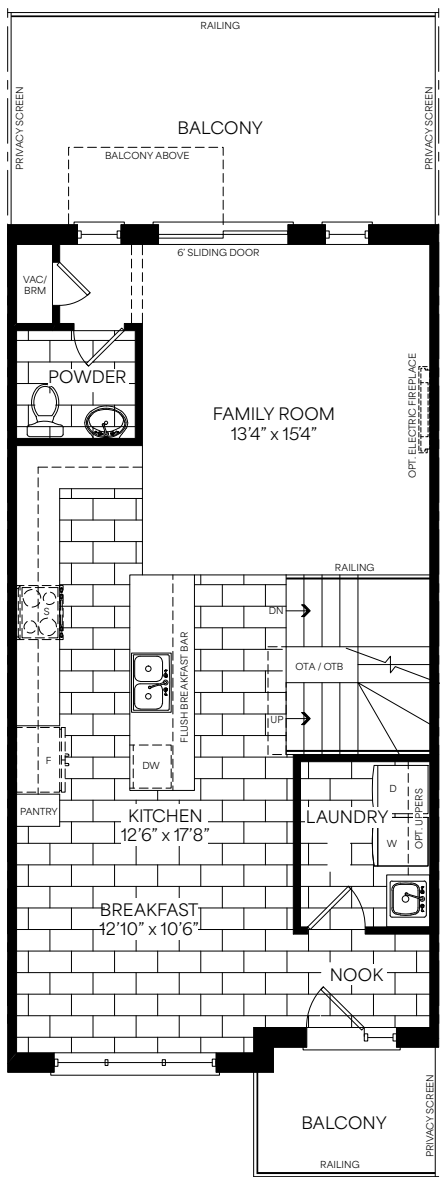 RAILING
PRIVACY SCREEN
PRIVACY SCREEN
BALCONY
BALCONY ABOVE
6' SLIDING DOOR
VAC/
BRM
POWDER
FAMILY ROOM
13'4" x 15'4"
OPT. ELECTRIC FIREPLACE
RAILING
S
DN
FLUSH BREAKFAST BAR
OTA / OTB
UP
F
DW
PANTRY
KITCHEN
12'6" x 17'8"
LAUNDRY
D
W
OPT. UPPERS
BREAKFAST
12'10" x 10'6"
NOOK
BALCONY
PRIVACY SCREEN
RAILING